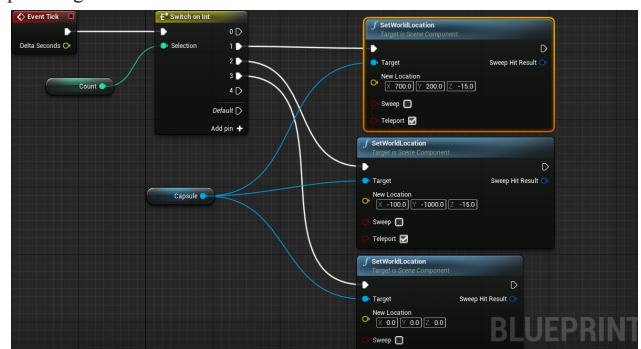 Event Tick
Delta Seconds
Count
Switch on Int
Selection
0
1
2
3
4
Default
Add pin +
Capsule
f SetWorldLocation
Target is Scene Component
Target
Sweep Hit Result
New Location
X 700.0 Y 200.0 Z -15.0
Sweep
Teleport
f SetWorldLocation
Target is Scene Component
Target
Sweep Hit Result
New Location
X -100.0 Y -1000.0 Z -15.0
Sweep
Teleport
f SetWorldLocation
Target is Scene Component
Target
Sweep Hit Result
New Location
X 0.0 Y 0.0 Z 0.0
Sweep
BLUEPRINT